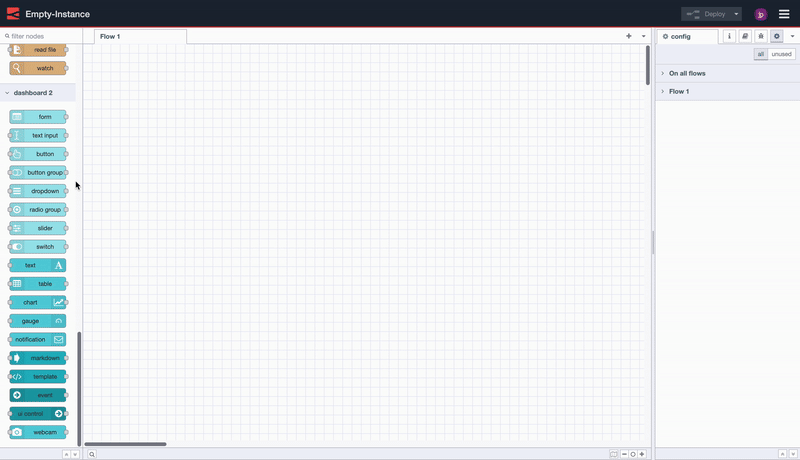 Empty-Instance
Deploy
jp
filter nodes
Flow 1
config
all
unused
On all flows
Flow 1
read file
watch
dashboard 2
form
text input
button
button group
dropdown
radio group
slider
switch
text
table
chart
gauge
notification
markdown
template
event
ui control
webcam